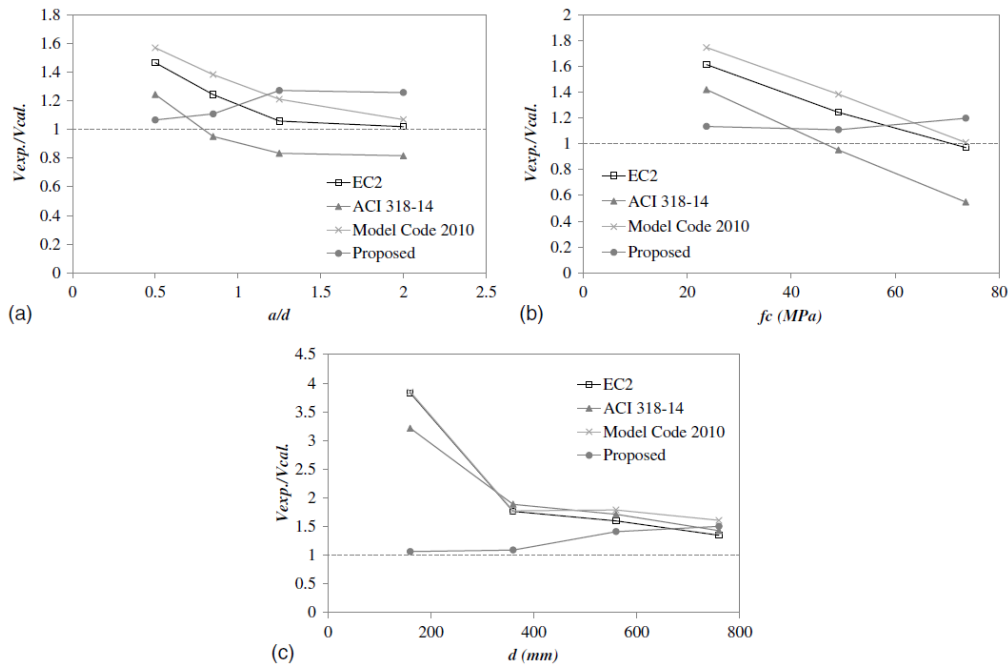 1.8
1.6
1.4
1.2
1
0.8
0.6
0.4
0.2
0
Vexp./Vcal.
EC2
ACI 318-14
Model Code 2010
Proposed
0 0.5 1 1.5 2 2.5
a/d
(a)
2
1.8
1.6
1.4
1.2
1
0.8
0.6
0.4
0.2
0
Vexp./Vcal.
EC2
ACI 318-14
Model Code 2010
Proposed
0 20 40 60 80
fc (MPa)
(b)
4.5
4
3.5
3
2.5
2
1.5
1
0.5
0
Vexp./Vcal.
EC2
ACI 318-14
Model Code 2010
Proposed
0 200 400 600 800
d (mm)
(c)